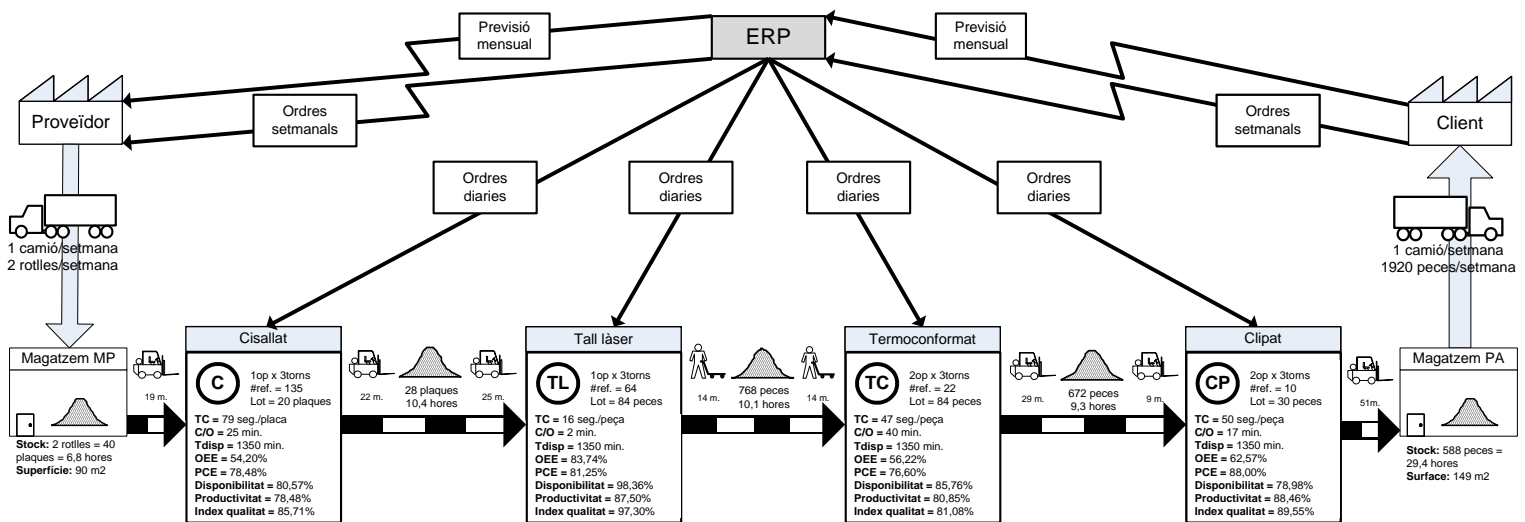 Previsió
mensual
ERP
Previsió
mensual
Proveïdor
Ordres
setmanals
Ordres
setmanals
Client
Ordres
diaries
Ordres
diaries
Ordres
diaries
Ordres
diaries
1 camió/setmana
2 rotlles/setmana
1 camió/setmana
1920 peces/setmana
Magatzem MP
Stock: 2 rotlles = 40
plaques = 6,8 hores
Superfície: 90 m2
19 m.
Cisallat
C
1op x 3torns
#ref. = 135
Lot = 20 plaques
TC = 79 seg./placa
C/O = 25 min.
Tdisp = 1350 min.
OEE = 54,20%
PCE = 78,48%
Disponibilitat = 80,57%
Productivitat = 78,48%
Index qualitat = 85,71%
22 m.
28 plaques
10,4 hores
25 m.
Tall làser
TL
1op x 3torns
#ref. = 64
Lot = 84 peces
TC = 16 seg./peça
C/O = 2 min.
Tdisp = 1350 min.
OEE = 83,74%
PCE = 81,25%
Disponibilitat = 98,36%
Productivitat = 87,50%
Index qualitat = 97,30%
14 m.
768 peces
10,1 hores
14 m.
Termoconformat
TC
2op x 3torns
#ref. = 22
Lot = 84 peces
TC = 47 seg./peça
C/O = 40 min.
Tdisp = 1350 min.
OEE = 56,22%
PCE = 76,60%
Disponibilitat = 85,76%
Productivitat = 80,85%
Index qualitat = 81,08%
29 m.
672 peces
9,3 hores
9 m.
Clipat
CP
2op x 3torns
#ref. = 10
Lot = 30 peces
TC = 50 seg./peça
C/O = 17 min.
Tdisp = 1350 min.
OEE = 62,57%
PCE = 88,00%
Disponibilitat = 78,98%
Productivitat = 88,46%
Index qualitat = 89,55%
51m.
Magatzem PA
Stock: 588 peces =
29,4 hores
Surface: 149 m2